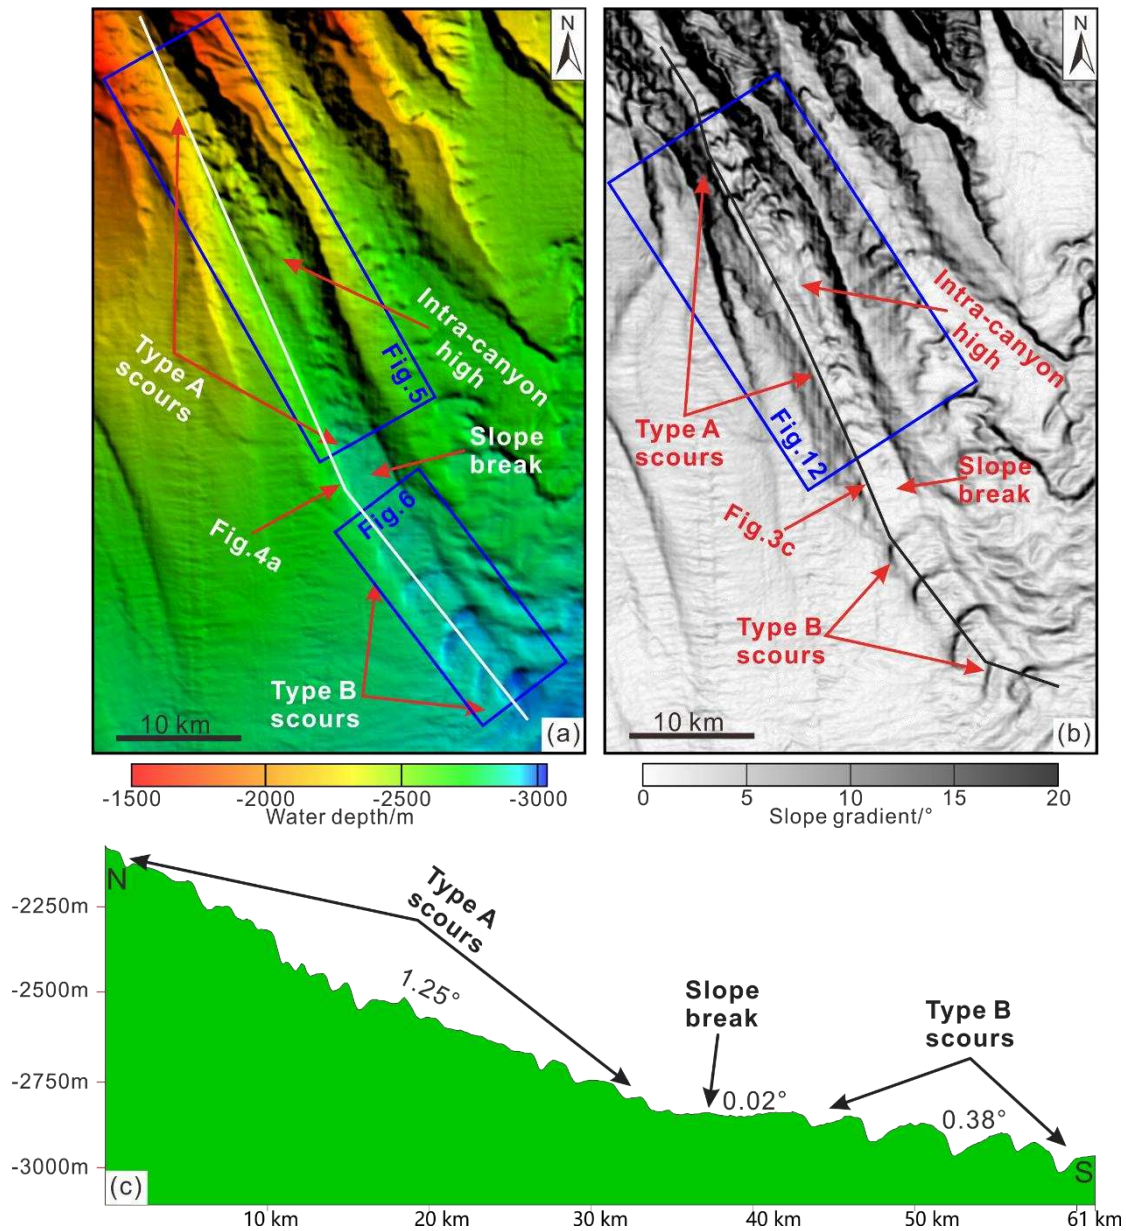 N
Type A
scours
Intra-canyon
high
Fig.5
Slope
break
Fig.4a
Fig.6
Type B
scours
10 km
(a)
-1500
-2000
-2500
-3000
Water depth/m
N
Intra-canyon
high
Type A
scours
Fig.12
Slope
break
Fig.3c
Type B
scours
10 km
(b)
0
5
10
15
20
Slope gradient/°
N
-2250m
-2500m
-2750m
-3000m
Type A
scours
1.25°
Slope
break
0.02°
Type B
scours
0.38°
S
(c)
10 km
20 km
30 km
40 km
50 km
61 km